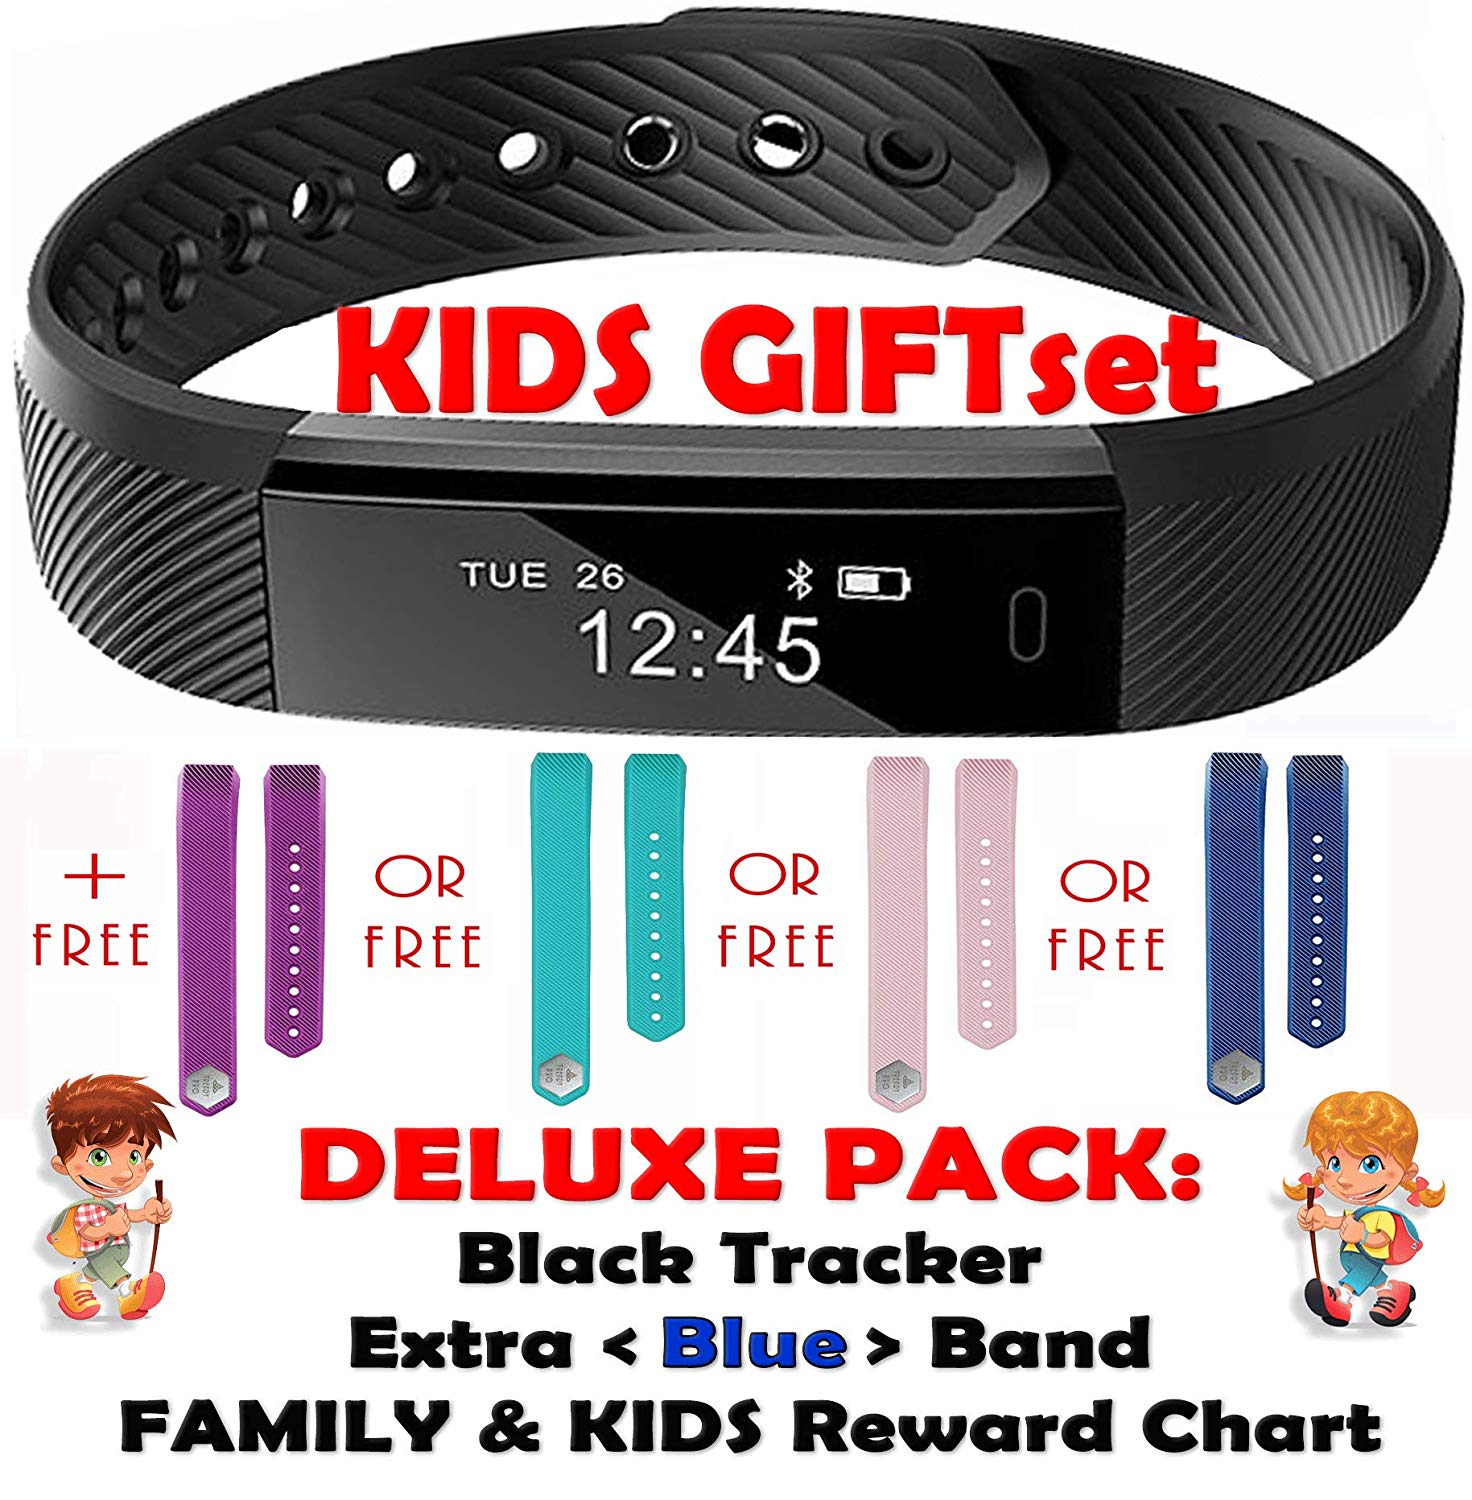 KIDS GIFTset
TUE 26
12:45
+
FREE
OR
FREE
OR
FREE
OR
FREE
DELUXE PACK:
Black Tracker
Extra < Blue > Band
FAMILY & KIDS Reward Chart